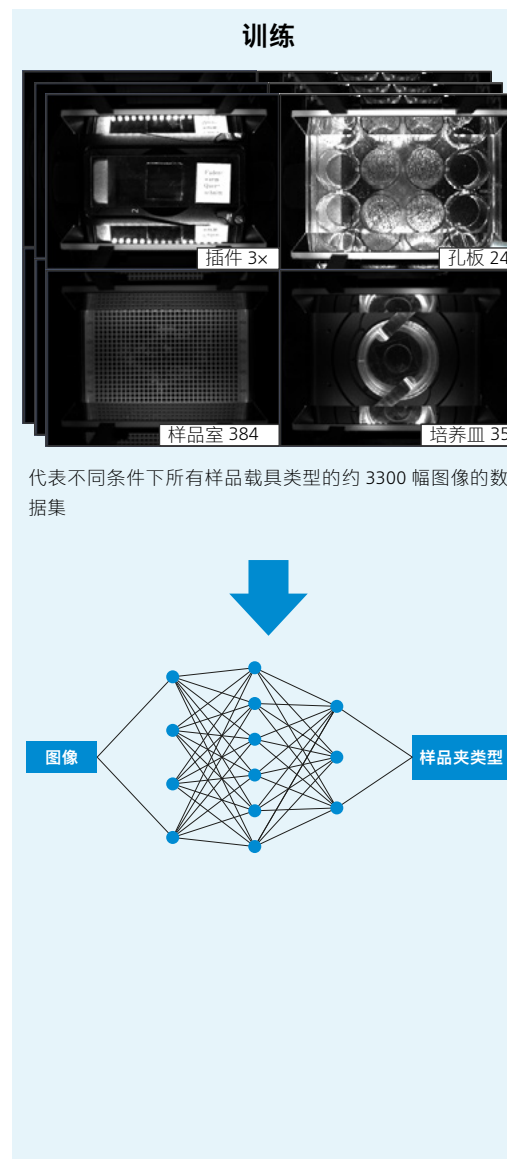 训练
插件 3×
孔板 24
样品室 384
培养皿 35
代表不同条件下所有样品载具类型的约 3300 幅图像的数
据集
图像
样品夹类型